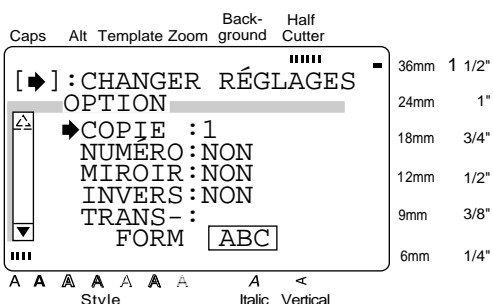 Back- Half
Caps Alt Template Zoom ground Cutter
[➡]:CHANGER RÉGLAGES
OPTION
➡COPIE :1
NUMÉRO:NON
MIROIR:NON
INVERS:NON
TRANS-:
FORM ABC
36mm 1 1/2"
24mm 1"
18mm 3/4"
12mm 1/2"
9mm 3/8"
6mm 1/4"
A A A A A A A A A
Style Italic Vertical